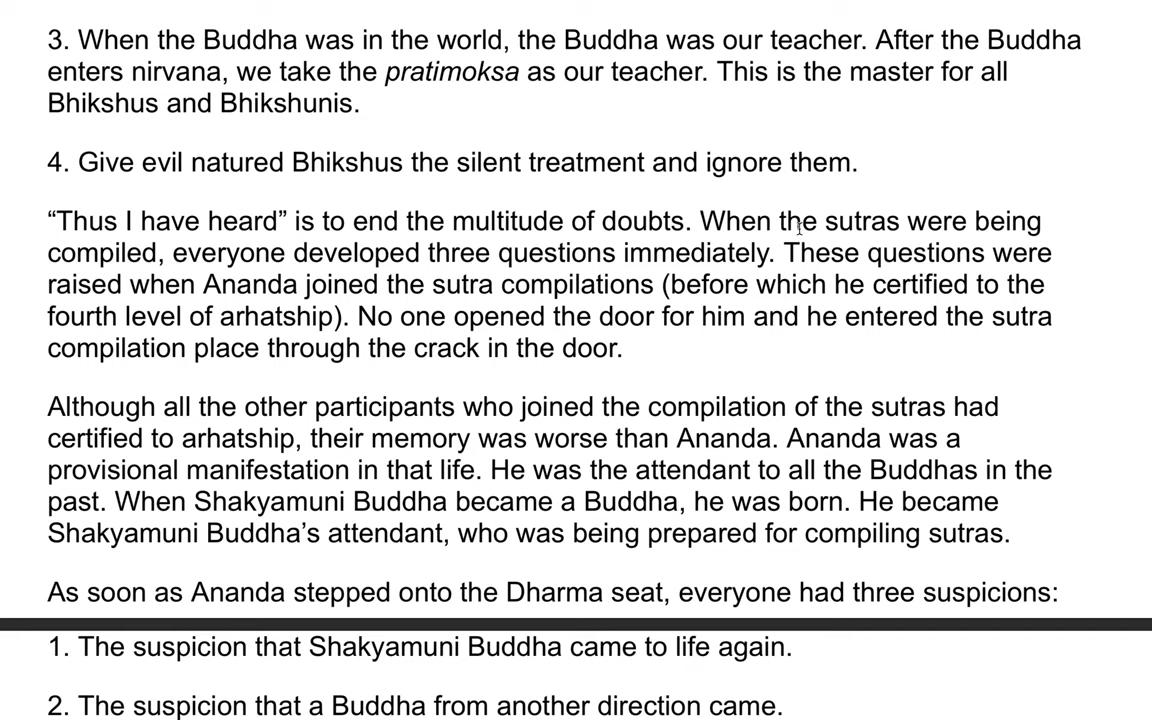 3. When the Buddha was in the world, the Buddha was our teacher. After the Buddha
enters nirvana, we take the pratimoksa as our teacher. This is the master for all
Bhikshus and Bhikshunis.
4. Give evil natured Bhikshus the silent treatment and ignore them.
“Thus I have heard” is to end the multitude of doubts. When the sutras were being
compiled, everyone developed three questions immediately. These questions were
raised when Ananda joined the sutra compilations (before which he certified to the
fourth level of arhatship). No one opened the door for him and he entered the sutra
compilation place through the crack in the door.
Although all the other participants who joined the compilation of the sutras had
certified to arhatship, their memory was worse than Ananda. Ananda was a
provisional manifestation in that life. He was the attendant to all the Buddhas in the
past. When Shakyamuni Buddha became a Buddha, he was born. He became
Shakyamuni Buddha’s attendant, who was being prepared for compiling sutras.
As soon as Ananda stepped onto the Dharma seat, everyone had three suspicions:
1. The suspicion that Shakyamuni Buddha came to life again.
2. The suspicion that a Buddha from another direction came.